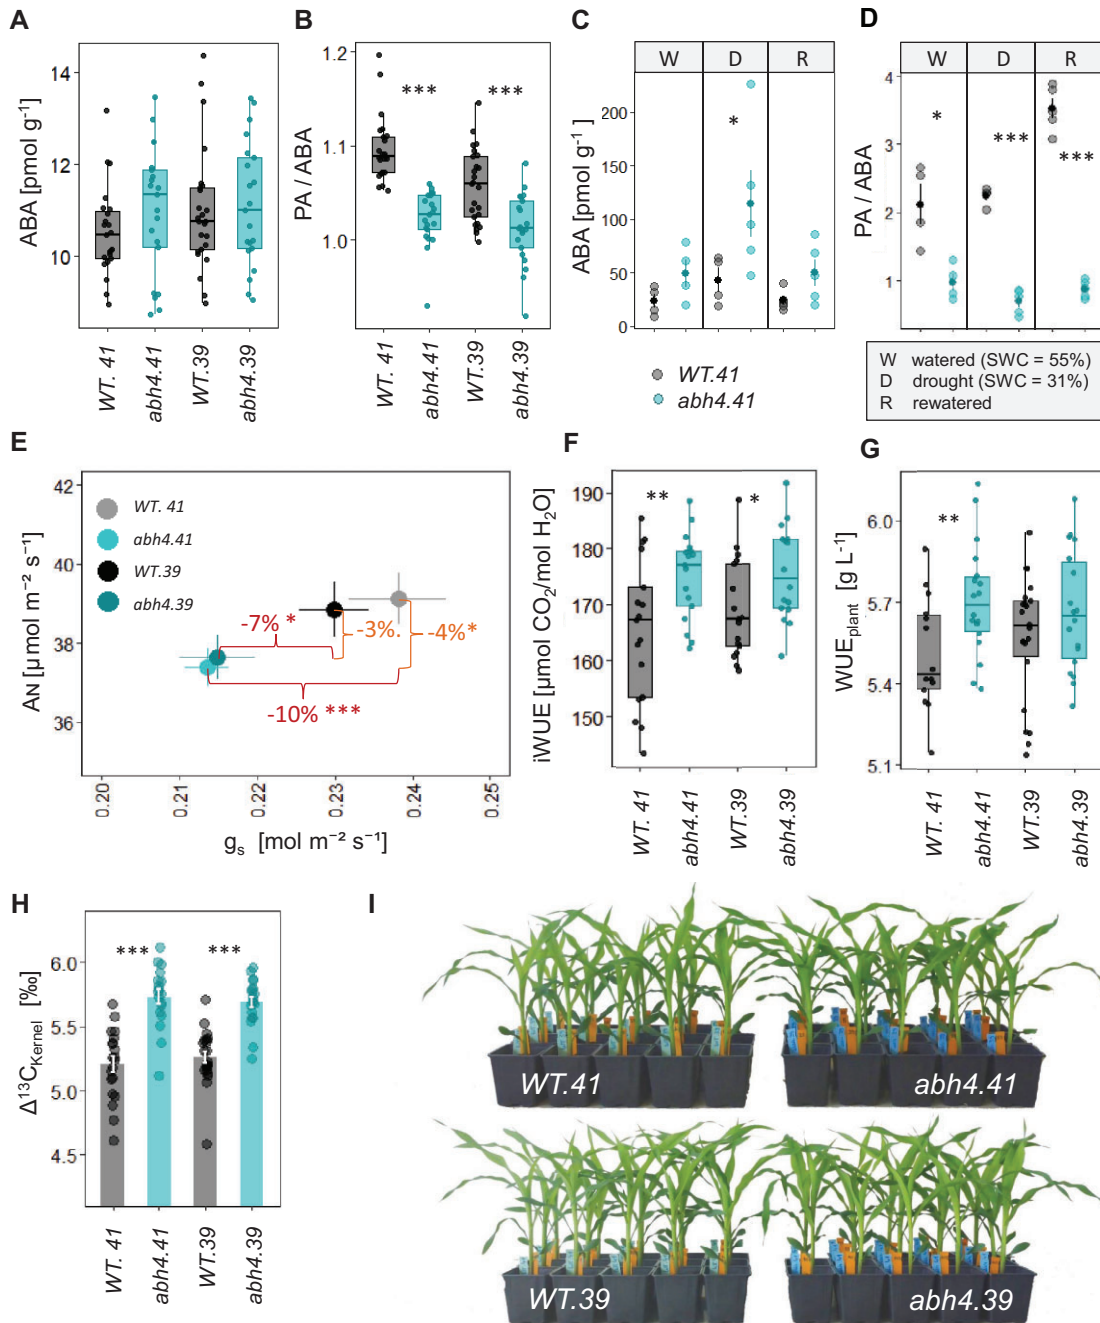 A
ABA [pmol g⁻¹]
14
12
10
WT. 41
abh4.41
WT.39
abh4.39
B
PA / ABA
1.2
1.1
1.0
***
***
WT. 41
abh4.41
WT.39
abh4.39
C
W D R
ABA [pmol g⁻¹ ]
200
150
100
50
0
*
WT.41
abh4.41
D
W D R
PA / ABA
4
3
2
1
*
***
***
W watered (SWC = 55%)
D drought (SWC = 31%)
R rewatered
E
AN [µmol m⁻² s⁻¹]
42
40
38
36
WT. 41
abh4.41
WT.39
abh4.39
-7% *
-3%.
-4%*
-10% ***
0.20
0.21
0.22
0.23
0.24
0.25
gₛ [mol m⁻² s⁻¹]
F
iWUE [µmol CO₂/mol H₂O]
190
180
170
160
150
**
*
WT. 41
abh4.41
WT.39
abh4.39
G
WUEplant [g L⁻¹]
6.0
5.7
5.4
5.1
**
WT. 41
abh4.41
WT.39
abh4.39
H
Δ¹³CKernel [‰]
6.0
5.5
5.0
4.5
***
***
WT. 41
abh4.41
WT.39
abh4.39
I
WT.41
abh4.41
WT.39
abh4.39